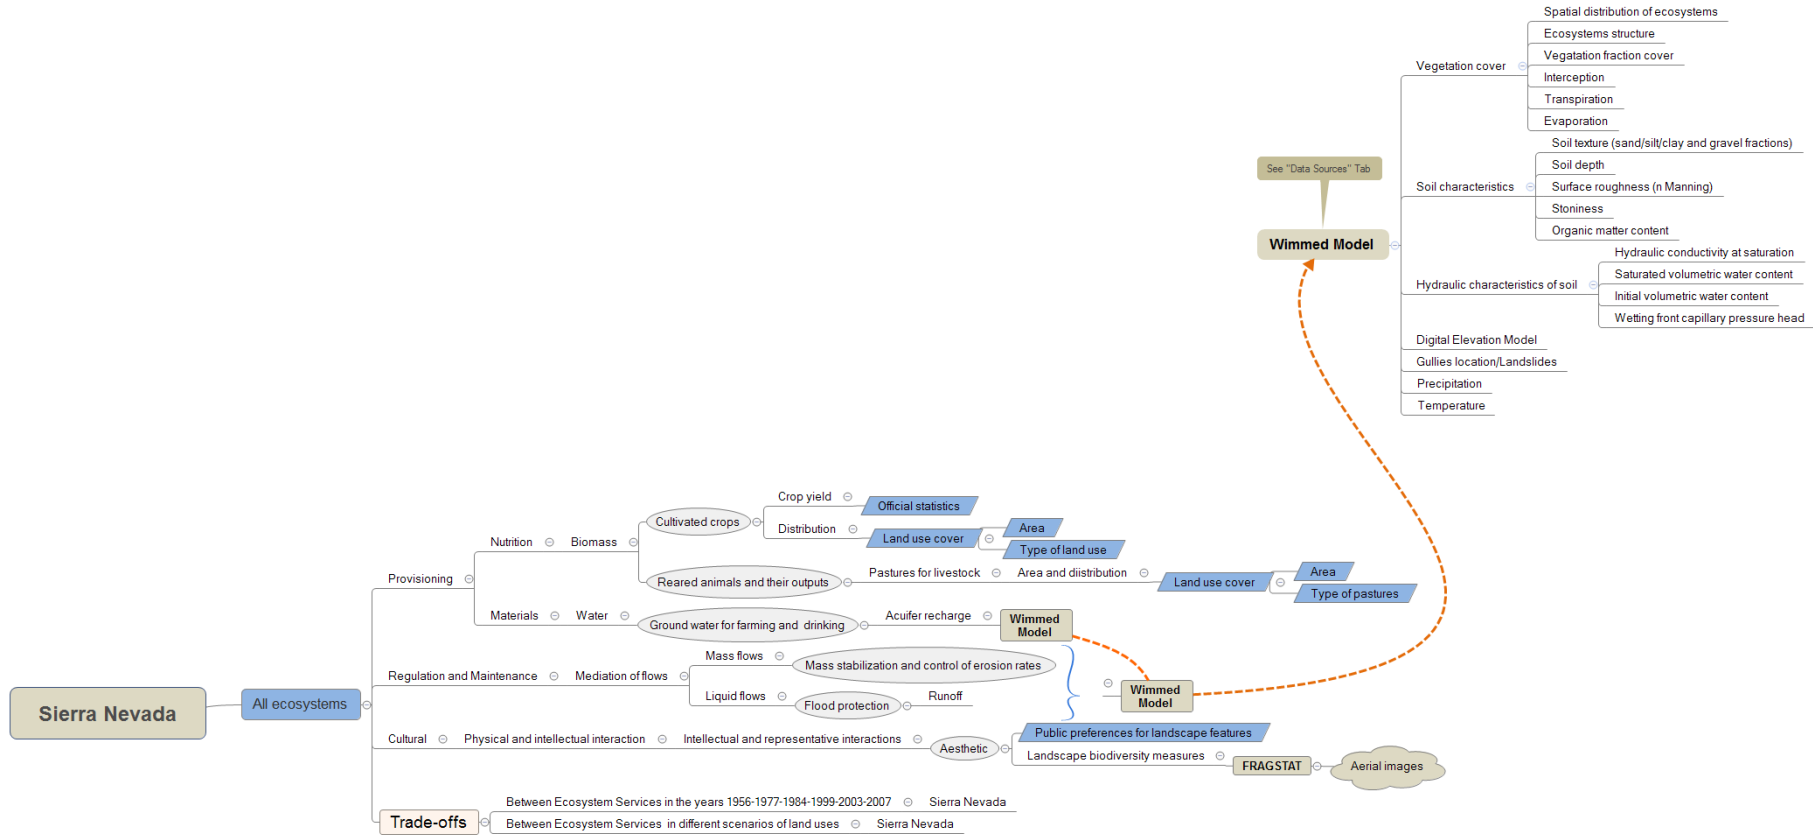 Spatial distribution of ecosystems
Ecosystems structure
Vegetation cover
Vegatation fraction cover
Interception
Transpiration
Evaporation
Soil texture (sand/silt/clay and gravel fractions)
See "Data Sources" Tab
Soil depth
Soil characteristics
Surface roughness (n Manning)
Stoniness
Organic matter content
Wimmed Model
Hydraulic conductivity at saturation
Saturated volumetric water content
Hydraulic characteristics of soil
Initial volumetric water content
Wetting front capillary pressure head
Digital Elevation Model
Gullies location/Landslides
Precipitation
Temperature
Sierra Nevada
All ecosystems
Provisioning
Nutrition
Biomass
Cultivated crops
Crop yield
Official statistics
Distribution
Land use cover
Area
Type of land use
Reared animals and their outputs
Pastures for livestock
Area and diistribution
Land use cover
Area
Type of pastures
Materials
Water
Ground water for farming and drinking
Acuifer recharge
Wimmed
Model
Regulation and Maintenance
Mediation of flows
Mass flows
Mass stabilization and control of erosion rates
Liquid flows
Flood protection
Runoff
Wimmed
Model
Cultural
Physical and intellectual interaction
Intellectual and representative interactions
Aesthetic
Public preferences for landscape features
Landscape biodiversity measures
FRAGSTAT
Aerial images
Trade-offs
Between Ecosystem Services in the years 1956-1977-1984-1999-2003-2007
Sierra Nevada
Between Ecosystem Services in different scenarios of land uses
Sierra Nevada